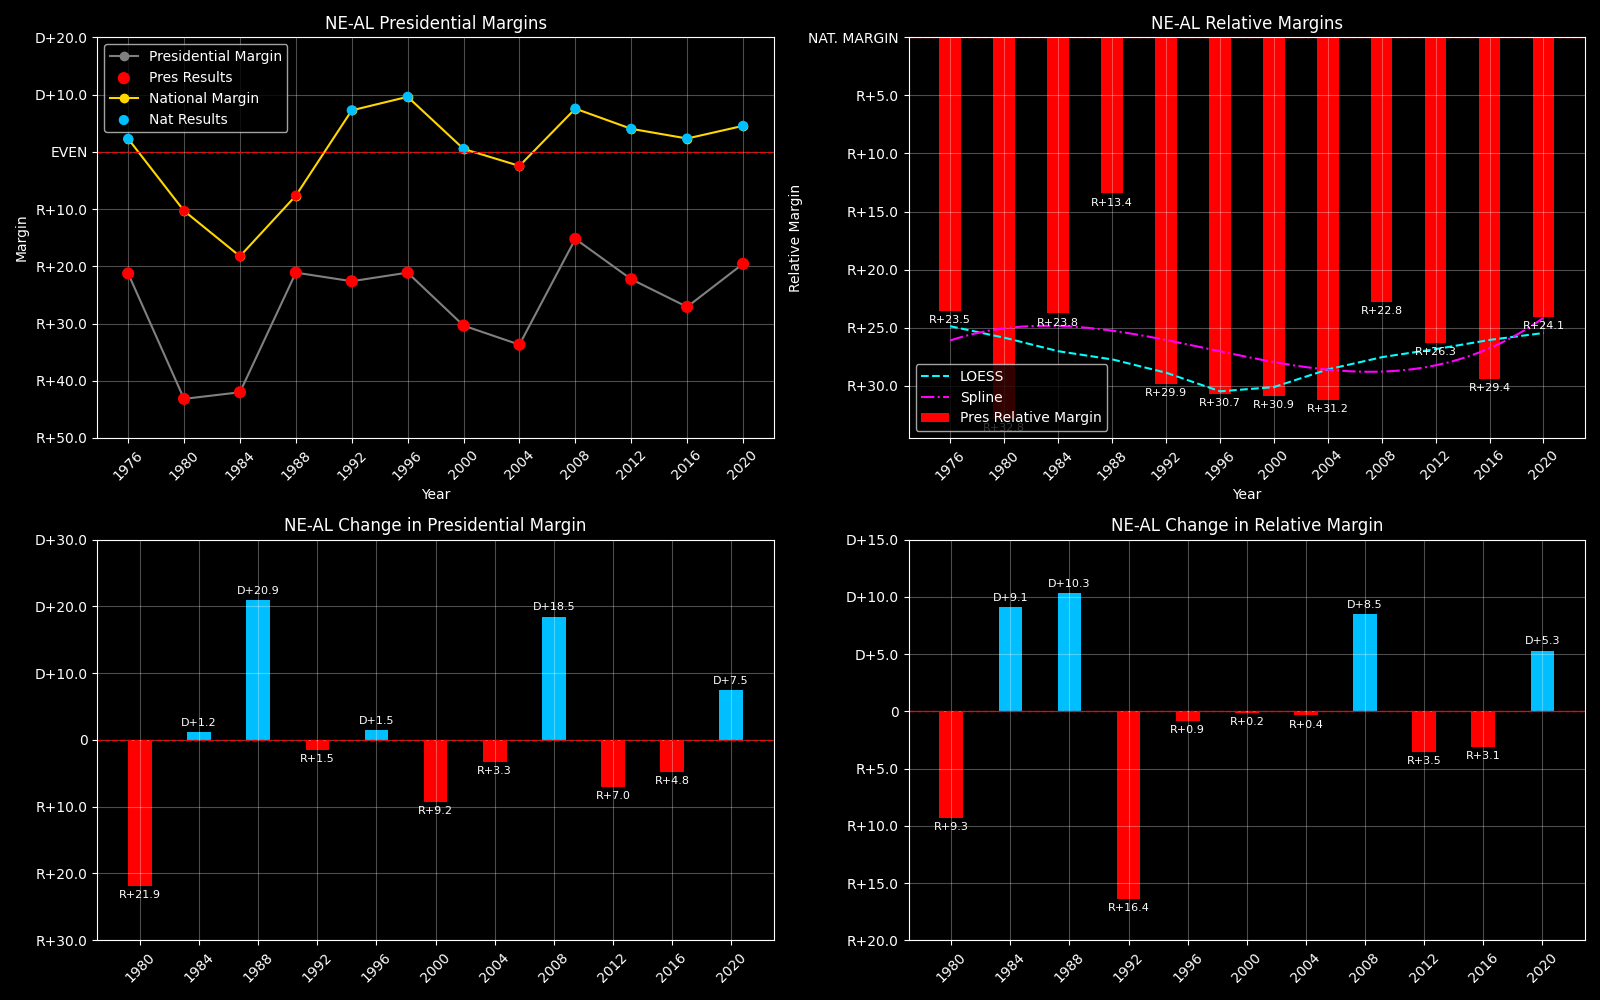 NE-AL Presidential Margins
D+20.0
D+10.0
EVEN
R+10.0
R+20.0
R+30.0
R+40.0
R+50.0
Margin
Presidential Margin
Pres Results
National Margin
Nat Results
1976
1980
1984
1988
1992
1996
2000
2004
2008
2012
2016
2020
Year
NE-AL Relative Margins
NAT. MARGIN
R+5.0
R+10.0
R+15.0
R+20.0
R+25.0
R+30.0
Relative Margin
R+23.5
R+32.8
R+23.8
R+13.4
R+29.9
R+30.7
R+30.9
R+31.2
R+22.8
R+26.3
R+29.4
R+24.1
LOESS
Spline
Pres Relative Margin
1976
1980
1984
1988
1992
1996
2000
2004
2008
2012
2016
2020
Year
NE-AL Change in Presidential Margin
D+30.0
D+20.0
D+10.0
0
R+10.0
R+20.0
R+30.0
R+21.9
D+1.2
D+20.9
R+1.5
D+1.5
R+9.2
R+3.3
D+18.5
R+7.0
R+4.8
D+7.5
1980
1984
1988
1992
1996
2000
2004
2008
2012
2016
2020
NE-AL Change in Relative Margin
D+15.0
D+10.0
D+5.0
0
R+5.0
R+10.0
R+15.0
R+20.0
R+9.3
D+9.1
D+10.3
R+16.4
R+0.9
R+0.2
R+0.4
D+8.5
R+3.5
R+3.1
D+5.3
1980
1984
1988
1992
1996
2000
2004
2008
2012
2016
2020